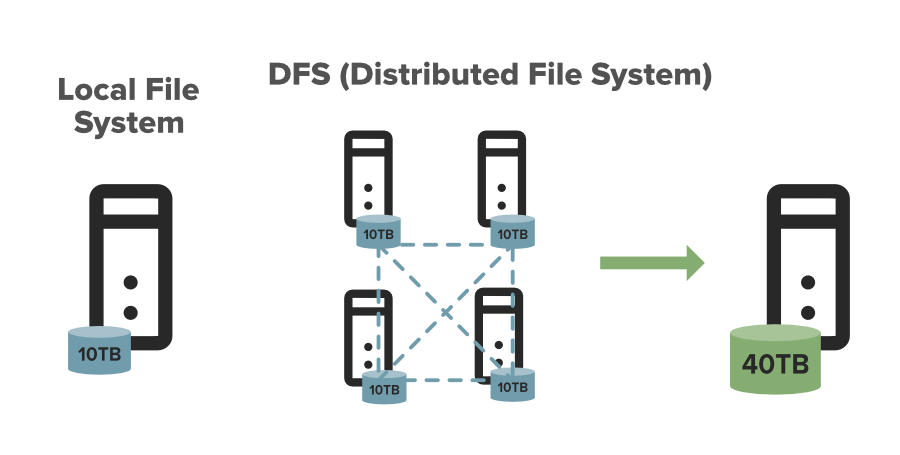 Local File
System
DFS (Distributed File System)
10TB
10TB
10TB
10TB
10TB
40TB